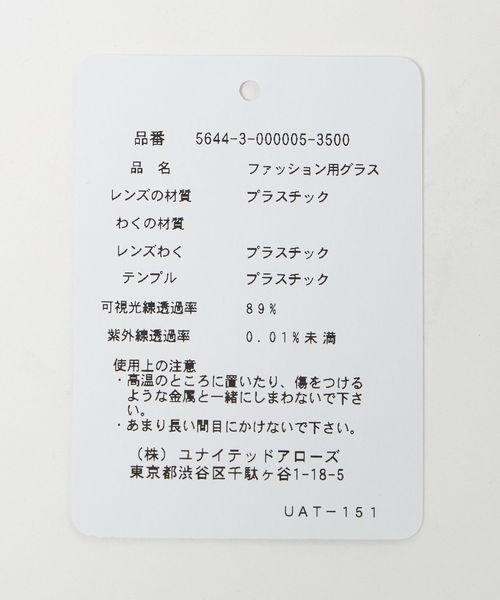 品番 5644-3-000005-3500
品 名 ファッション用グラス
レンズの材質 プラスチック
わくの材質
レンズわく プラスチック
テンプル プラスチック
可視光線透過率 89%
紫外線透過率 0.01%未満
使用上の注意
・高温のところに置いたり、傷をつける
ような金属と一緒にしまわないで下さ
い。
・あまり長い間目にかけないで下さい。
(株) ユナイテッドアローズ
東京都渋谷区千駄ヶ谷1-18-5
UAT-151